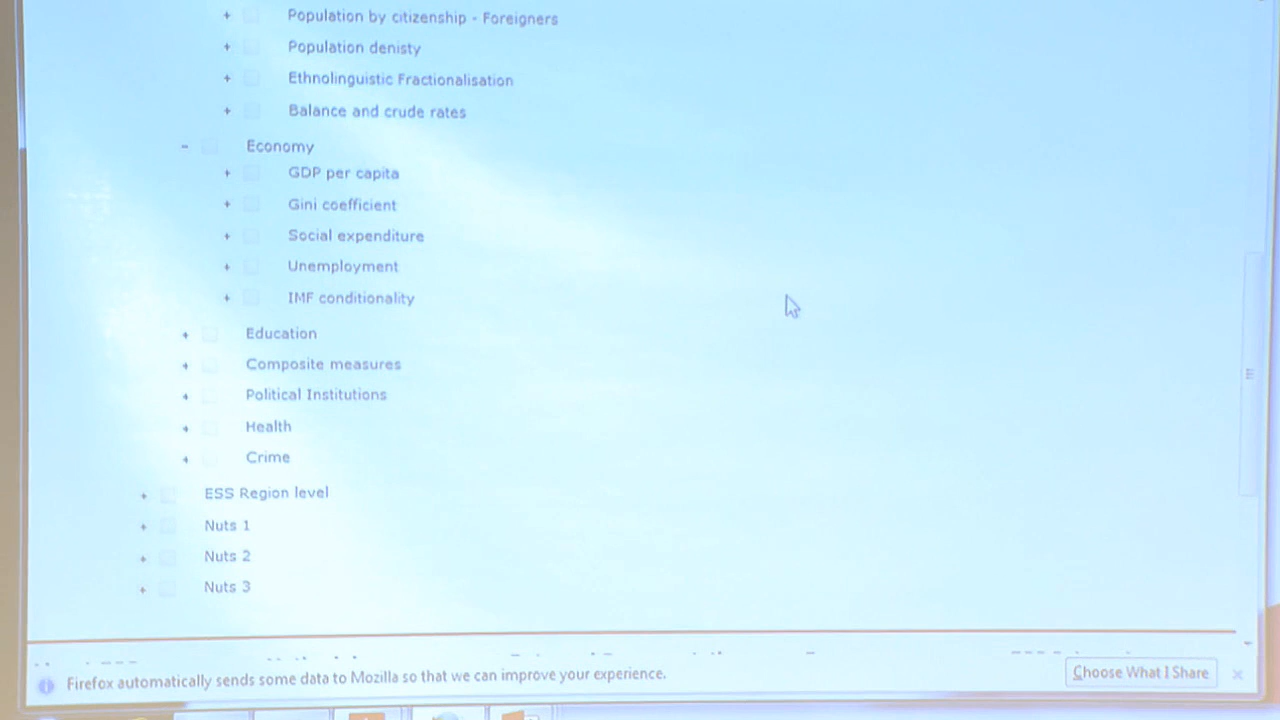 Population by citizenship - Foreigners
Population denisty
Ethnolinguistic Fractionalisation
Balance and crude rates
Economy
GDP per capita
Gini coefficient
Social expenditure
Unemployment
IMF conditionality
Education
Composite measures
Political Institutions
Health
Crime
ESS Region level
Nuts 1
Nuts 2
Nuts 3
Firefox automatically sends some data to Mozilla so that we can improve your experience.
Choose What I Share